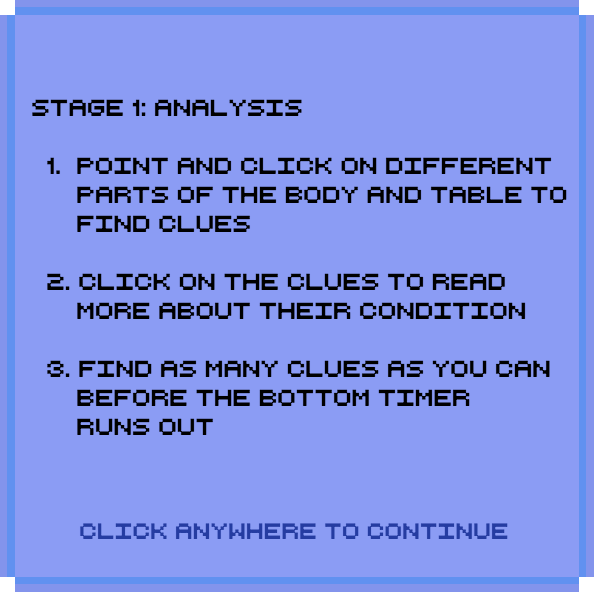 STAGE 1: ANALYSIS
1. POINT AND CLICK ON DIFFERENT
PARTS OF THE BODY AND TABLE TO
FIND CLUES
2. CLICK ON THE CLUES TO READ
MORE ABOUT THEIR CONDITION
3. FIND AS MANY CLUES AS YOU CAN
BEFORE THE BOTTOM TIMER
RUNS OUT
CLICK ANYWHERE TO CONTINUE